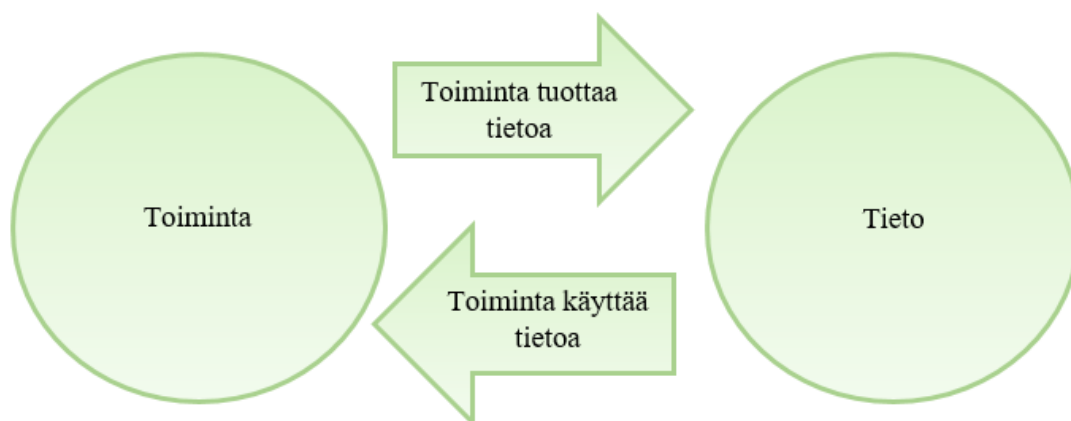 Toiminta
Toiminta tuottaa
tietoa
Toiminta käyttää
tietoa
Tieto